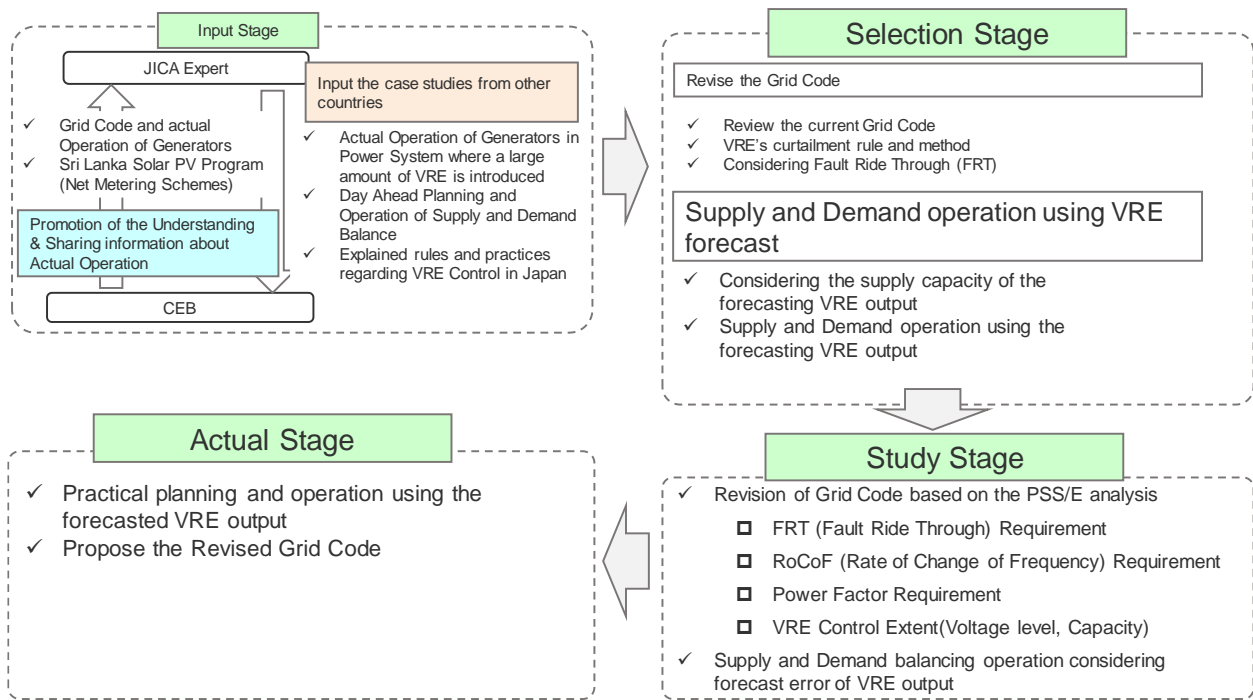 Input Stage
JICA Expert
✓ Grid Code and actual
Operation of Generators
✓ Sri Lanka Solar PV Program
(Net Metering Schemes)
Promotion of the Understanding
& Sharing information about
Actual Operation
CEB
Input the case studies from other
countries
✓ Actual Operation of Generators in
Power System where a large
amount of VRE is introduced
✓ Day Ahead Planning and
Operation of Supply and Demand
Balance
✓ Explained rules and practices
regarding VRE Control in Japan
Selection Stage
Revise the Grid Code
✓ Review the current Grid Code
✓ VRE's curtailment rule and method
✓ Considering Fault Ride Through (FRT)
Supply and Demand operation using VRE
forecast
✓ Considering the supply capacity of the
forecasting VRE output
✓ Supply and Demand operation using the
forecasting VRE output
Study Stage
✓ Revision of Grid Code based on the PSS/E analysis
☐ FRT (Fault Ride Through) Requirement
☐ RoCoF (Rate of Change of Frequency) Requirement
☐ Power Factor Requirement
☐ VRE Control Extent(Voltage level, Capacity)
✓ Supply and Demand balancing operation considering
forecast error of VRE output
Actual Stage
✓ Practical planning and operation using the
forecasted VRE output
✓ Propose the Revised Grid Code